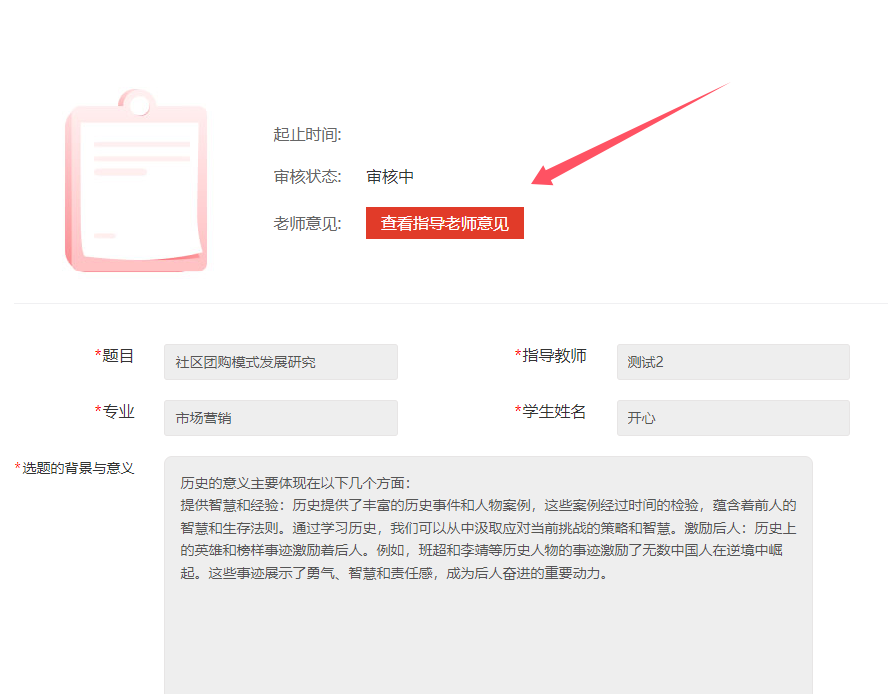 起止时间:
审核状态: 审核中
老师意见: 查看指导老师意见
*题目 社区团购模式发展研究 *指导教师 测试2
*专业 市场营销 *学生姓名 开心
*选题的背景与意义
历史的意义主要体现在以下几个方面：
提供智慧和经验：历史提供了丰富的历史事件和人物案例，这些案例经过时间的检验，蕴含着前人的
智慧和生存法则。通过学习历史，我们可以从中汲取应对当前挑战的策略和智慧。激励后人：历史上
的英雄和榜样事迹激励着后人。例如，班超和李靖等历史人物的事迹激励了无数中国人在逆境中崛
起。这些事迹展示了勇气、智慧和责任感，成为后人奋进的重要动力。